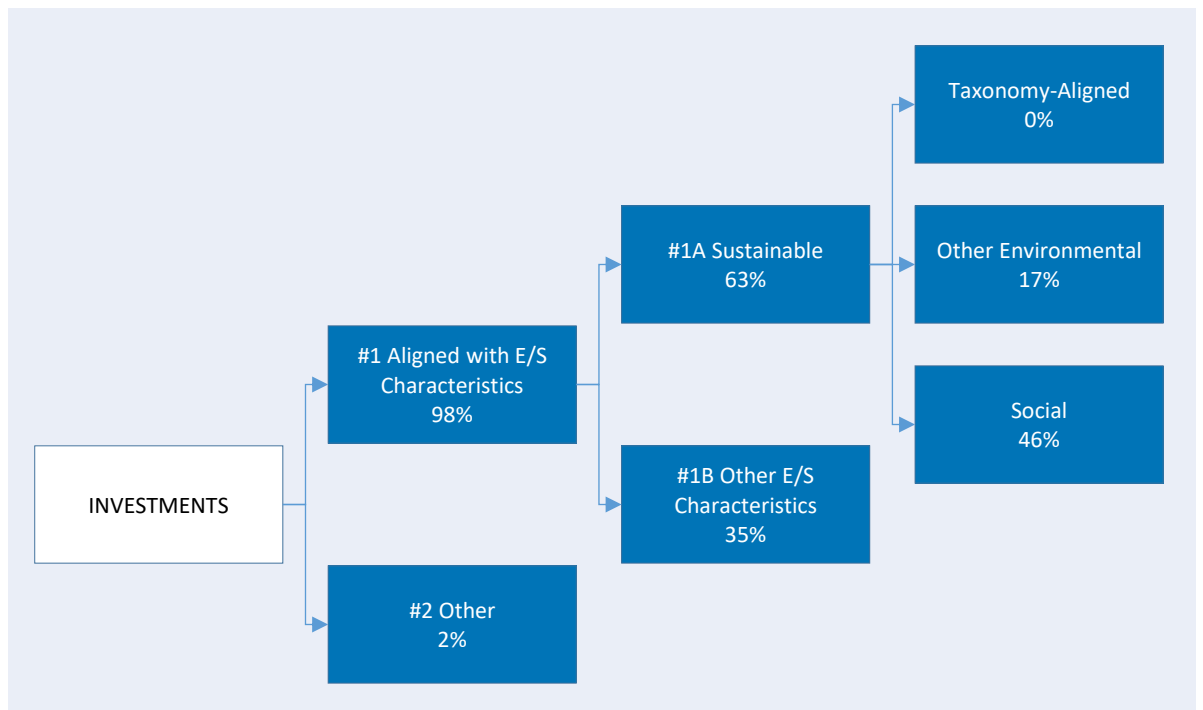 INVESTMENTS
#1 Aligned with E/S
Characteristics
98%
#2 Other
2%
#1A Sustainable
63%
#1B Other E/S
Characteristics
35%
Taxonomy-Aligned
0%
Other Environmental
17%
Social
46%